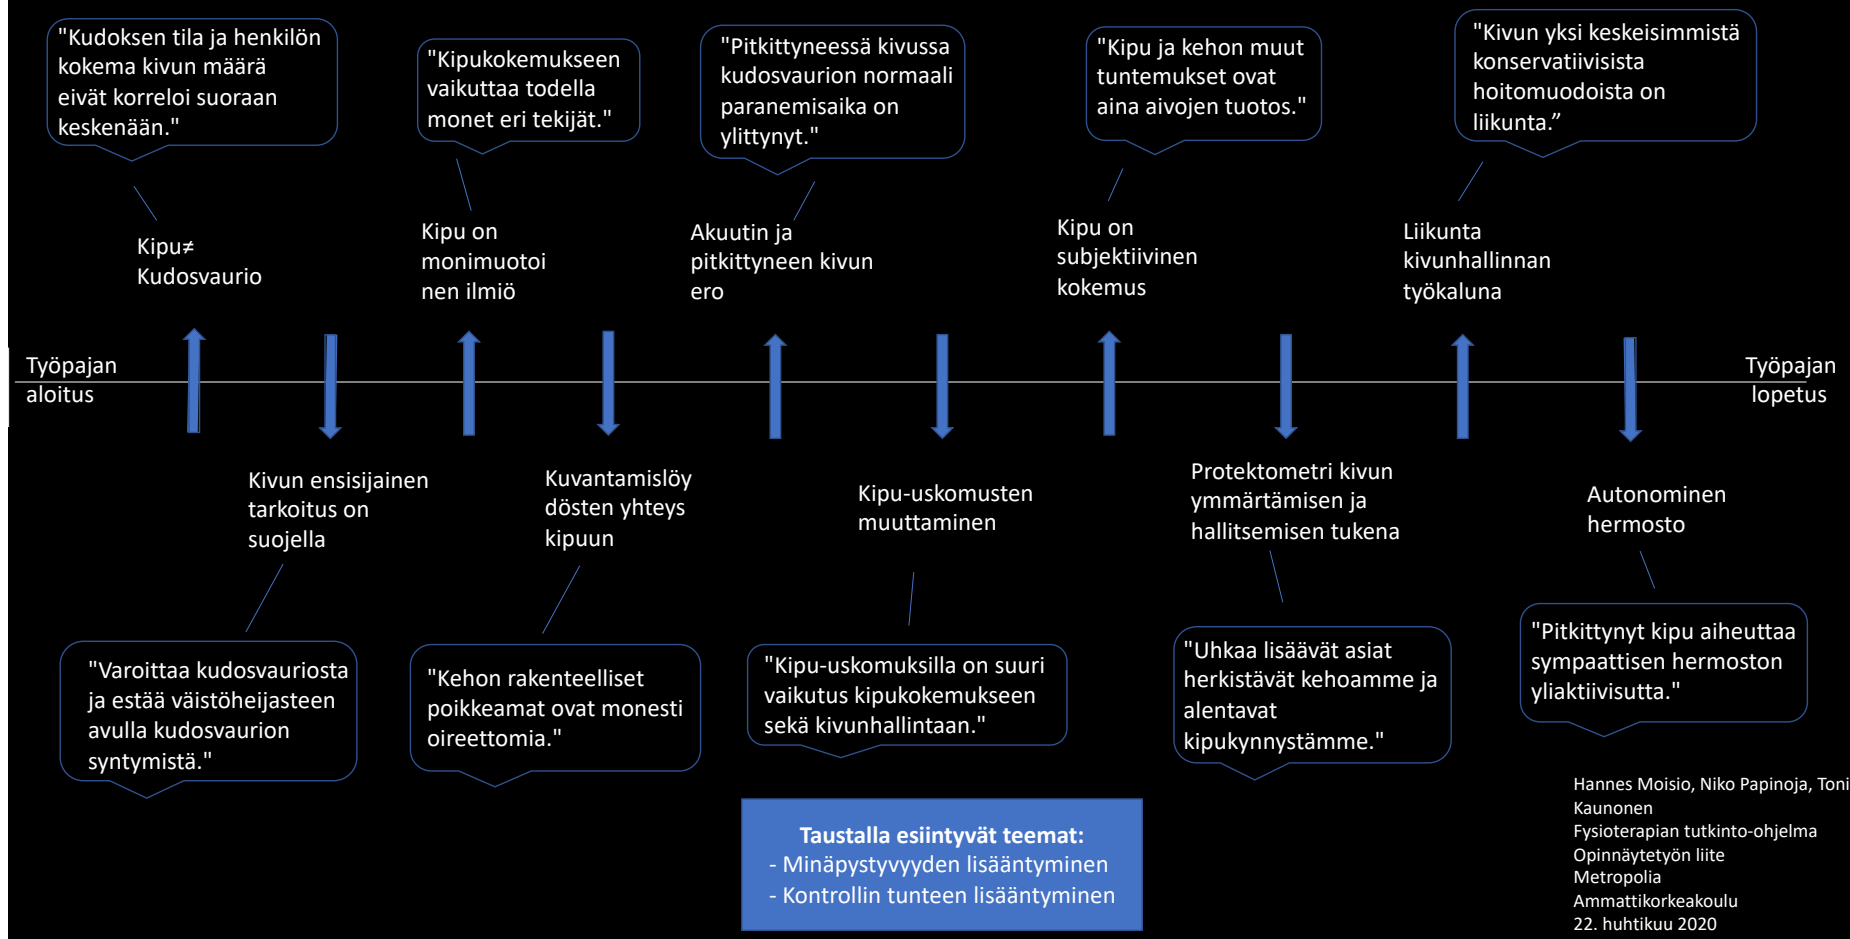 "Kudoksen tila ja henkilön
kokema kivun määrä
eivät korreloi suoraan
keskenään."
"Kipukokemukseen
vaikuttaa todella
monet eri tekijät."
"Pitkittyneessä kivussa
kudosvaurion normaali
paranemisaika on
ylittynyt."
"Kipu ja kehon muut
tuntemukset ovat
aina aivojen tuotos."
"Kivun yksi keskeisimmistä
konservatiivisista
hoitomuodoista on
liikunta.”
Kipu≠
Kudosvaurio
Kipu on
monimuotoi
nen ilmiö
Akuutin ja
pitkittyneen kivun
ero
Kipu on
subjektiivinen
kokemus
Liikunta
kivunhallinnan
työkaluna
Työpajan
aloitus
Työpajan
lopetus
Kivun ensisijainen
tarkoitus on
suojella
Kuvantamislöy
dösten yhteys
kipuun
Kipu-uskomusten
muuttaminen
Protektometri kivun
ymmärtämisen ja
hallitsemisen tukena
Autonominen
hermosto
"Varoittaa kudosvauriosta
ja estää väistöheijasteen
avulla kudosvaurion
syntymistä."
"Kehon rakenteelliset
poikkeamat ovat monesti
oireettomia."
"Kipu-uskomuksilla on suuri
vaikutus kipukokemukseen
sekä kivunhallintaan."
"Uhkaa lisäävät asiat
herkistävät kehoamme ja
alentavat
kipukynnystämme."
"Pitkittynyt kipu aiheuttaa
sympaattisen hermoston
yliaktiivisutta."
Taustalla esiintyvät teemat:
- Minäpystyvyyden lisääntyminen
- Kontrollin tunteen lisääntyminen
Hannes Moisio, Niko Papinoja, Toni
Kaunonen
Fysioterapian tutkinto-ohjelma
Opinnäytetyön liite
Metropolia
Ammattikorkeakoulu
22. huhtikuu 2020